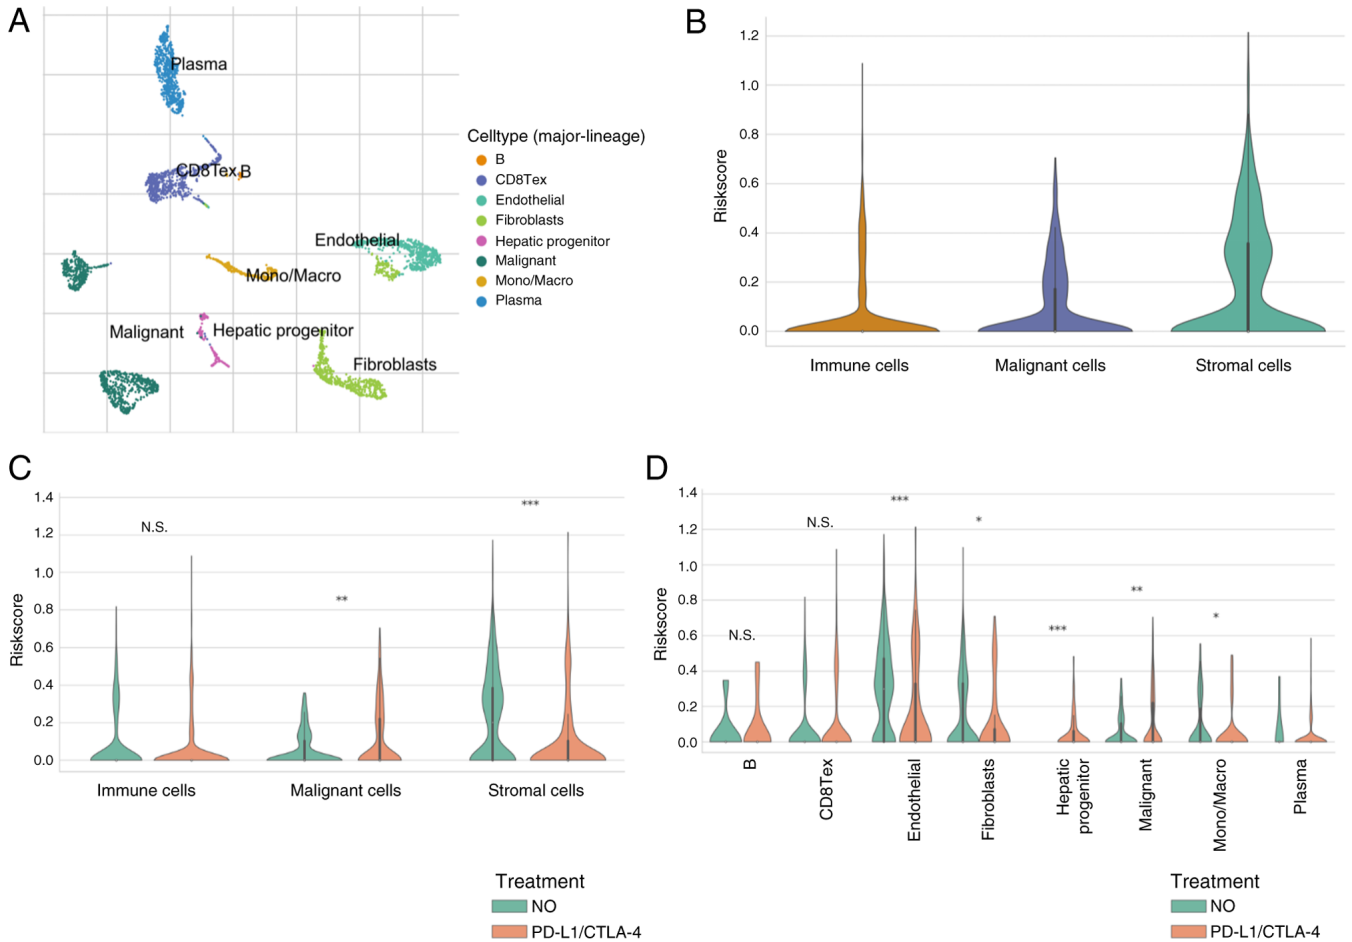 A
Plasma
CD8Tex
B
Endothelial
Mono/Macro
Malignant
Hepatic progenitor
Fibroblasts
Celltype (major-lineage)
B
CD8Tex
Endothelial
Fibroblasts
Hepatic progenitor
Malignant
Mono/Macro
Plasma
B
Riskscore
1.2
1.0
0.8
0.6
0.4
0.2
0.0
Immune cells
Malignant cells
Stromal cells
C
Riskscore
1.4
1.2
1.0
0.8
0.6
0.4
0.2
0.0
N.S.
**
***
Immune cells
Malignant cells
Stromal cells
Treatment
NO
PD-L1/CTLA-4
D
Riskscore
1.4
1.2
1.0
0.8
0.6
0.4
0.2
0.0
N.S.
N.S.
***
*
***
**
*
B
CD8Tex
Endothelial
Fibroblasts
Hepatic
progenitor
Malignant
Mono/Macro
Plasma
Treatment
NO
PD-L1/CTLA-4